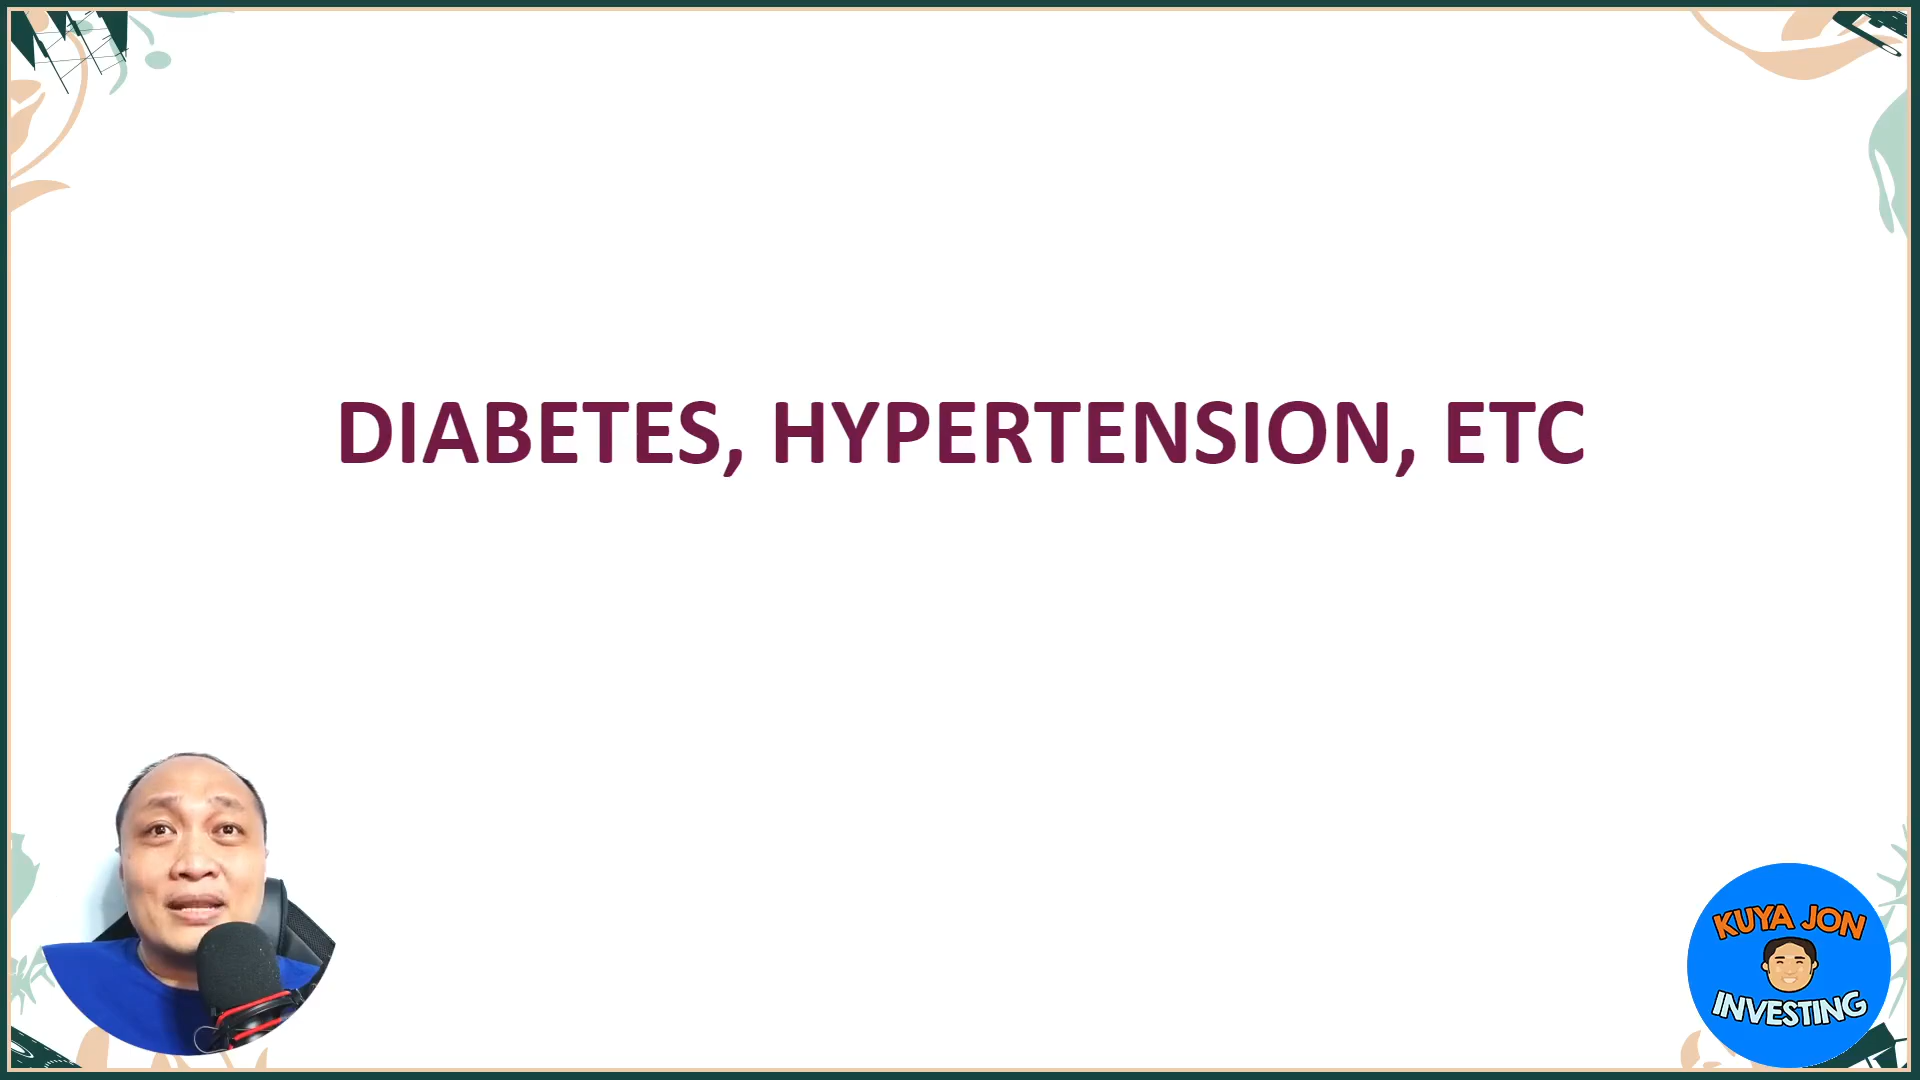 DIABETES, HYPERTENSION, ETC
KUYA JON
INVESTING